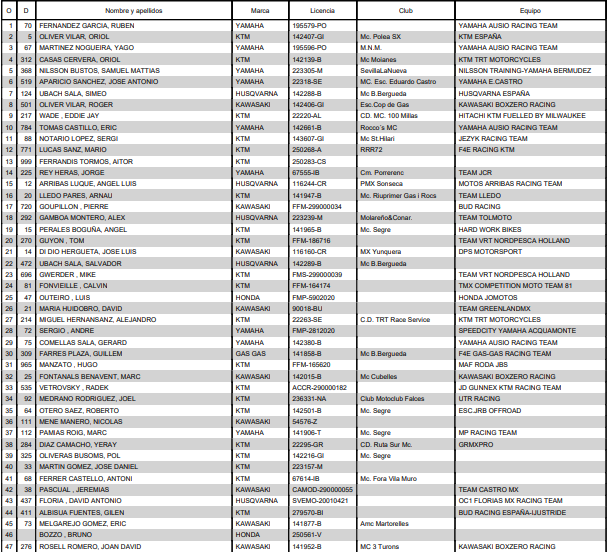 O D Nombre y apellidos Marca Licencia Club Equipo
1 70 FERNANDEZ GARCIA, RUBEN YAMAHA 195579-PO YAMAHA AUSIO RACING TEAM
2 5 OLIVER VILAR, ORIOL KTM 142407-GI Mc. Polea SX KTM ESPAÑA
3 67 MARTINEZ NOGUEIRA, YAGO YAMAHA 195596-PO M.N.M. YAMAHA AUSIO RACING TEAM
4 312 CASAS CERVERA, ORIOL KTM 142139-B Mc Moianes KTM TRT MOTORCYCLES
5 368 NILSSON BUSTOS, SAMUEL MATTIAS YAMAHA 223305-M SevillaLaNueva NILSSON TRAINING-YAMAHA BERMUDEZ
6 519 APARICIO SANCHEZ, JOSE ANTONIO YAMAHA 22318-SE MC. Esc. Eduardo Castro YAMAHA E CASTRO
7 124 UBACH SALA, SIMEO HUSQVARNA 142288-B Mc B.Bergueda HUSQVARNA ESPAÑA
8 501 OLIVER VILAR, ROGER KAWASAKI 142406-GI Esc.Cop de Gas KAWASAKI BOXZERO RACING
9 217 WADE , EDDIE JAY KTM 22220-AL CD. MC. 100 Millas HITACHI KTM FUELLED BY MILWAUKEE
10 784 TOMAS CASTILLO, ERIC YAMAHA 142661-B Rocco´s MC YAMAHA AUSIO RACING TEAM
11 88 NOTARIO LOPEZ, SERGI KTM 143607-GI Mc St.Hilari JEZYK RACING TEAM
12 771 LUCAS SANZ, MARIO KTM 250268-A RRR72 F4E RACING KTM
13 999 FERRANDIS TORMOS, AITOR KTM 250283-CS
14 225 REY HERAS, JORGE YAMAHA 67555-IB Cm. Porrerenc TEAM JCR
15 12 ARRIBAS LUQUE, ANGEL LUIS HUSQVARNA 116244-CR PMX Sonseca MOTOS ARRIBAS RACING TEAM
16 20 LLEDO PARES, ARNAU KTM 141947-B Mc. Riuprimer Gas i Rocs TEAM LLEDO
17 720 GOUPILLON , PIERRE KAWASAKI FFM-299000034 BUD RACING
18 292 GAMBOA MONTERO, ALEX HUSQVARNA 223239-M Molareño&Conar. TEAM TOLMOTO
19 15 PERALES BOGUÑA, ANGEL KTM 141965-B Mc. Segre HARD WORK BIKES
20 270 GUYON , TOM KTM FFM-186716 TEAM VRT NORDPESCA HOLLAND
21 14 DI DIO HERGUETA, JOSE LUIS KAWASAKI 116160-CR MX Yunquera DPS MOTORSPORT
22 472 UBACH SALA, SALVADOR HUSQVARNA 142289-B Mc B.Bergueda
23 696 GWERDER , MIKE KTM FMS-299000039 TEAM VRT NORDPESCA HOLLAND
24 81 FONVIEILLE , CALVIN KTM FFM-164174 TMX COMPETITION MOTO TEAM 81
25 47 OUTEIRO , LUIS HONDA FMP-5902020 HONDA JOMOTOS
26 21 MARIA HUIDOBRO, DAVID KAWASAKI 90018-BU TEAM GREENLANDMX
27 214 MIGUEL HERNANSANZ, ALEJANDRO KTM 22263-SE C.D. TRT Race Service KTM TRT MOTORCYCLES
28 72 SERGIO , ANDRE YAMAHA FMP-2812020 SPEEDCITY YAMAHA ACQUAMONTE
29 75 COMELLAS SALA, GERARD YAMAHA 142380-B YAMAHA AUSIO RACING TEAM
30 309 FARRES PLAZA, GUILLEM GAS GAS 141858-B Mc B.Bergueda F4E GAS-GAS RACING TEAM
31 965 MANZATO , HUGO KTM FFM-165620 MAF RODA JBS
32 25 FONTANALS BENAVENT, MARC KAWASAKI 142015-B Mc Cubelles KAWASAKI BOXZERO RACING
33 535 VETROVSKY , RADEK KTM ACCR-290000182 JD GUNNEX KTM RACING TEAM
34 92 MEDRANO RODRIGUEZ, JOEL KTM 236331-NA Club Motoclub Falces UTR RACING
35 64 OTERO SAEZ, ROBERTO KTM 142501-B Mc. Segre ESCJRB OFFROAD
36 111 MENE MANERO, NICOLAS KAWASAKI 54576-Z
37 112 PAMIAS ROIG, MARC YAMAHA 141906-T Mc. Segre MP RACING TEAM
38 284 DIAZ CAMACHO, YERAY KTM 22295-GR CD. Ruta Sur Mc. GRMXPRO
39 325 OLIVERAS BUSOMS, POL KTM 142216-GI Mc. Segre
40 33 MARTIN GOMEZ, JOSE DANIEL KTM 223157-M
41 68 FERRER CASTELLO, ANTONI KTM 67614-IB Mc. Fora Vila Muro
42 38 PASCUAL , JEREMIAS KAWASAKI CAMOD-290000055 TEAM CASTRO MX
43 437 FLORIA , DAVID ANTONIO HUSQVARNA SVEMO-20010421 OC1 FLORIAS MX RACING TEAM
44 411 ALBISUA FUENTES, GILEN KTM 279570-BI BUD RACING ESPAÑA-IJUSTRIDE
45 73 MELGAREJO GOMEZ, ERIC KAWASAKI 141877-B Amc Martorelles
46 BOZZO , BRUNO HONDA 250561-V
47 276 ROSELL ROMERO, JOAN DAVID KAWASAKI 141952-B MC 3 Turons KAWASAKI BOXZERO RACING